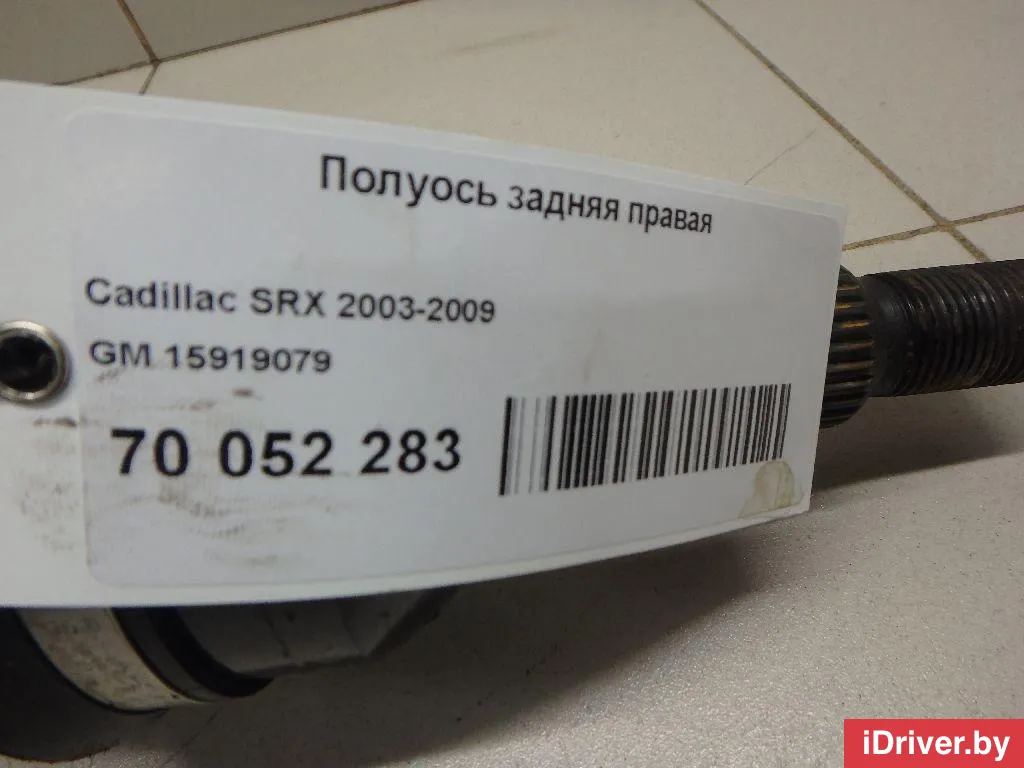 Полуось задняя правая
Cadillac SRX 2003-2009
GM 15919079
70 052 283
iDriver.by